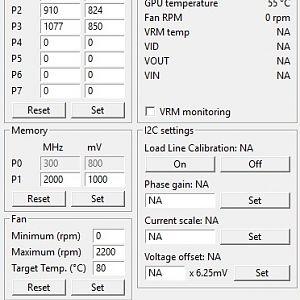 P2 910 824
P3 1077 850
P4 0 0
P5 0 0
P6 0 0
P7 0 0
Reset Set
Memory
MHz mV
P0 300 800
P1 2000 1000
Reset Set
Fan
Minimum (rpm) 0
Maximum (rpm) 2200
Target Temp. (°C) 80
Reset Set
GPU temperature 55 °C
Fan RPM 0 rpm
VRM temp NA
VID NA
VOUT NA
VIN NA
VRM monitoring
I2C settings
Load Line Calibration: NA
On Off
Phase gain: NA
NA Set
Current scale: NA
NA Set
Voltage offset: NA
NA x 6.25mV Set